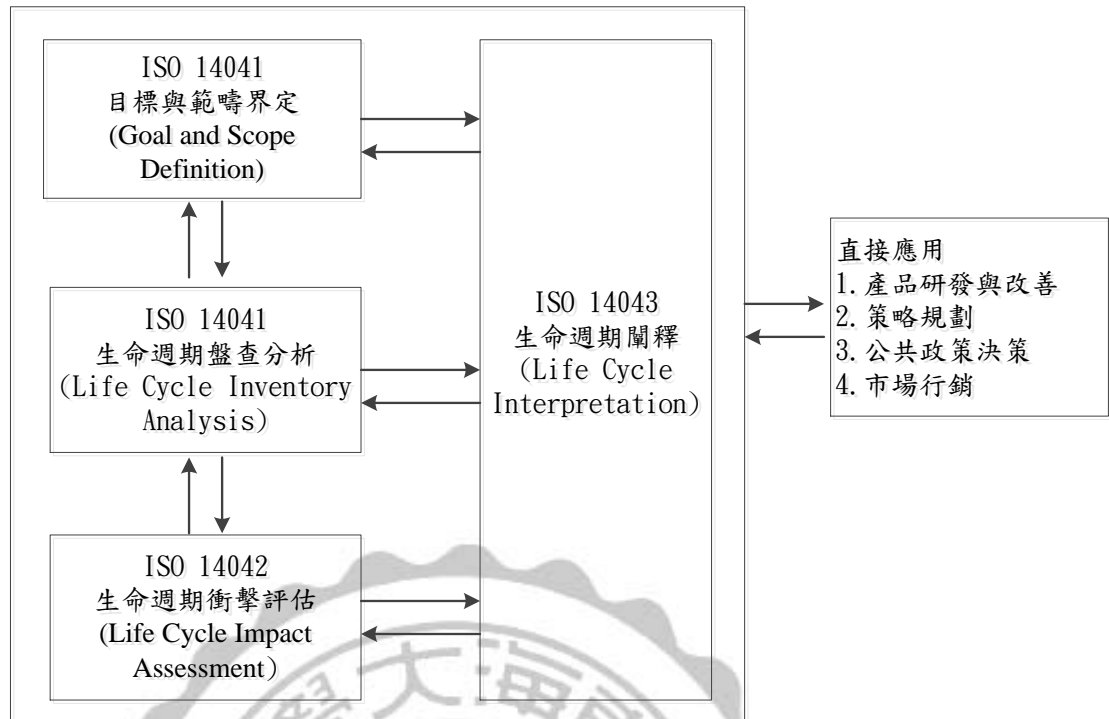 ISO 14041
目標與範疇界定
(Goal and Scope
Definition)
ISO 14041
生命週期盤查分析
(Life Cycle Inventory
Analysis)
ISO 14042
生命週期衝擊評估
(Life Cycle Impact
Assessment)
ISO 14043
生命週期闡釋
(Life Cycle
Interpretation)
直接應用
1. 產品研發與改善
2. 策略規劃
3. 公共政策決策
4. 市場行銷
學大海